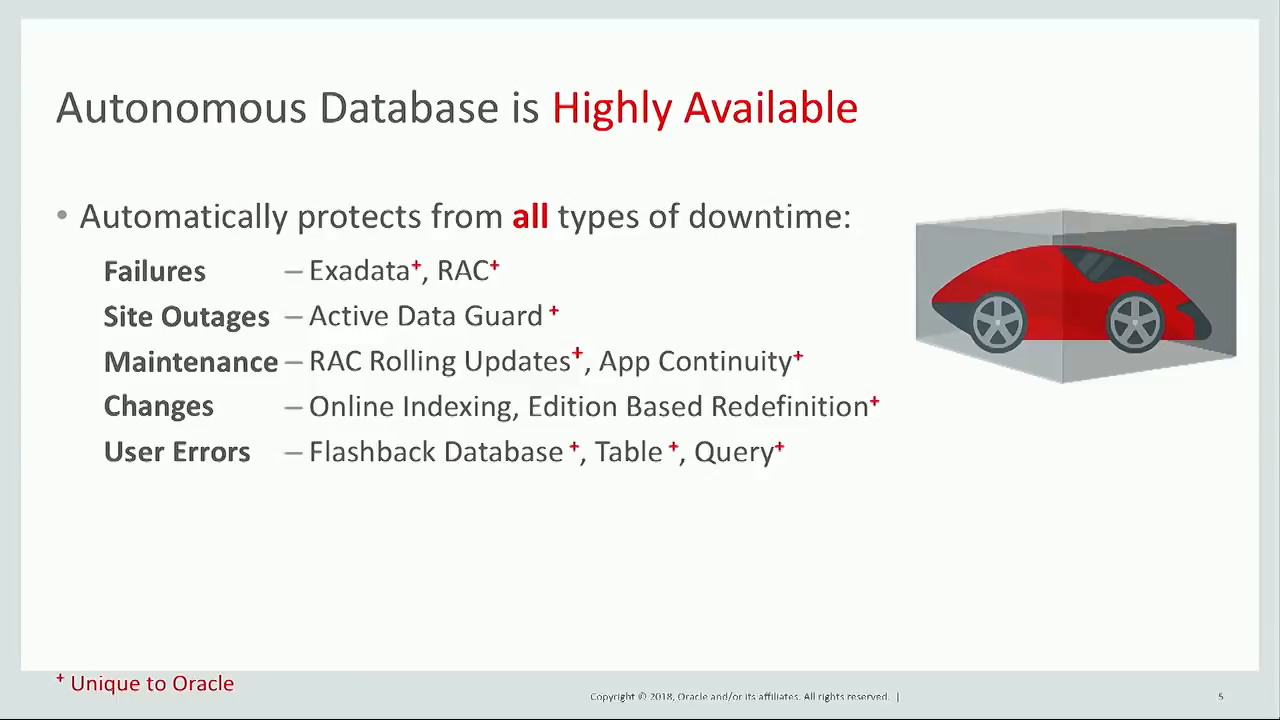 Autonomous Database is Highly Available
• Automatically protects from all types of downtime:
Failures – Exadata+, RAC+
Site Outages – Active Data Guard +
Maintenance – RAC Rolling Updates+, App Continuity+
Changes – Online Indexing, Edition Based Redefinition+
User Errors – Flashback Database +, Table +, Query+
+ Unique to Oracle
Copyright © 2018, Oracle and/or its affiliates. All rights reserved. |
5